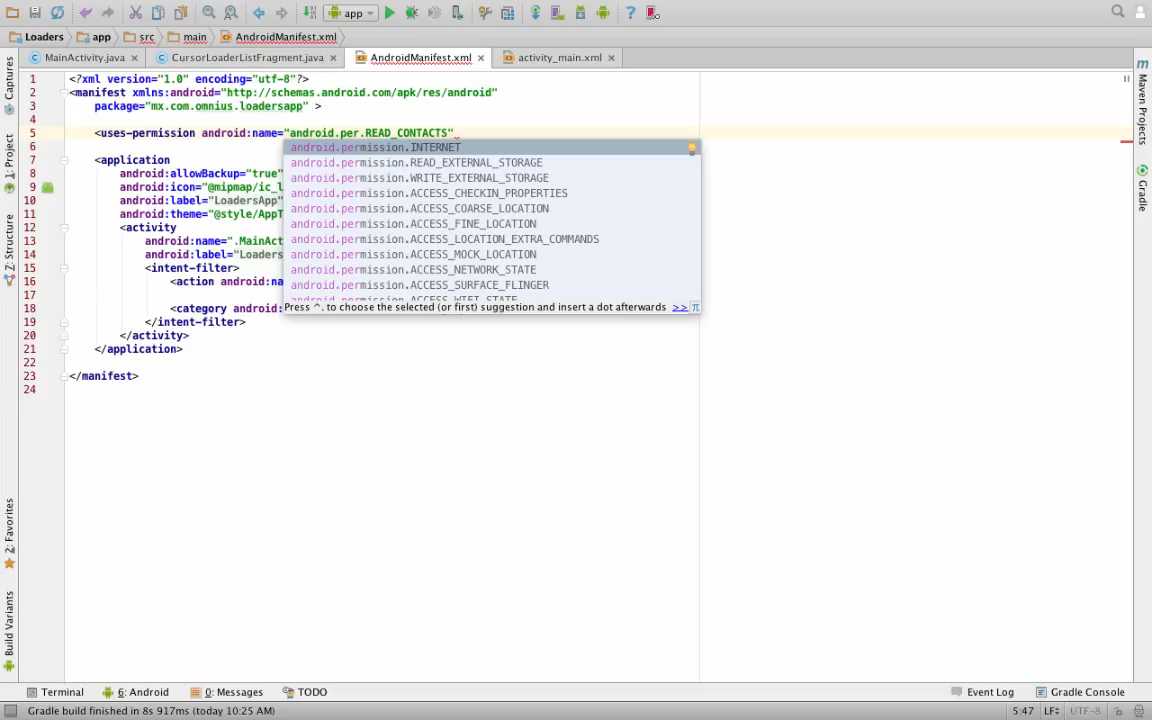 app
Loaders app src main AndroidManifest.xml
MainActivity.java CursorLoaderListFragment.java AndroidManifest.xml activity_main.xml
1 <?xml version="1.0" encoding="utf-8"?>
2 <manifest xmlns:android="http://schemas.android.com/apk/res/android"
3 package="mx.com.omnius.loadersapp" >
4
5 <uses-permission android:name="android.per.READ_CONTACTS"
6
7 <application
8 android:allowBackup="true"
9 android:icon="@mipmap/ic_l
10 android:label="LoadersApp"
11 android:theme="@style/AppT
12 <activity
13 android:name=".MainAct
14 android:label="Loaders
15 <intent-filter>
16 <action android:na
17
18 <category android:
19 </intent-filter>
20 </activity>
21 </application>
22
23 </manifest>
24
android.permission.INTERNET
android.permission.READ_EXTERNAL_STORAGE
android.permission.WRITE_EXTERNAL_STORAGE
android.permission.ACCESS_CHECKIN_PROPERTIES
android.permission.ACCESS_COARSE_LOCATION
android.permission.ACCESS_FINE_LOCATION
android.permission.ACCESS_LOCATION_EXTRA_COMMANDS
android.permission.ACCESS_MOCK_LOCATION
android.permission.ACCESS_NETWORK_STATE
android.permission.ACCESS_SURFACE_FLINGER
android.permission.ACCESS_WIFI_STATE
Press ^. to choose the selected (or first) suggestion and insert a dot afterwards >> π
Captures
1: Project
7: Structure
2: Favorites
Build Variants
m
Maven Projects
Gradle
Terminal 6: Android 0: Messages TODO Event Log Gradle Console
Gradle build finished in 8s 917ms (today 10:25 AM) 5:47 LF÷ UTF-8 ÷